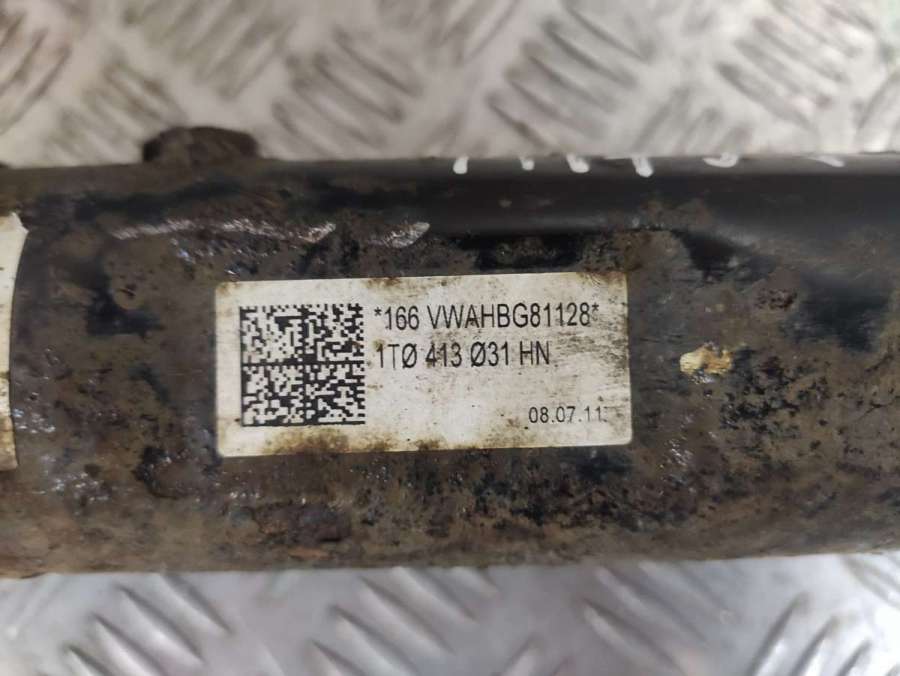 *166 VWAHBG81128*
1TØ 413 Ø31 HN
08.07.11